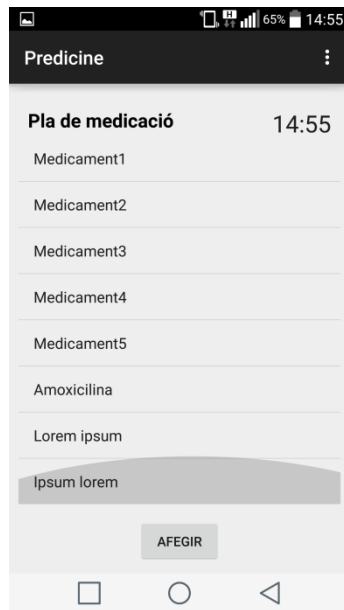 H 65% 14:55
Predicine
Pla de medicació 14:55
Medicament1
Medicament2
Medicament3
Medicament4
Medicament5
Amoxicilina
Lorem ipsum
Ipsum lorem
AFEGIR